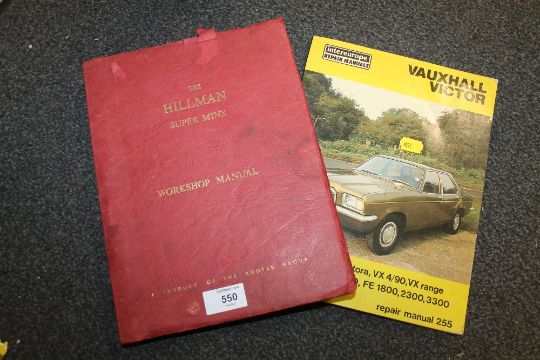 THE
HILLMAN
SUPER MINX
WORKSHOP MANUAL
PRODUCT OF THE ROOTES GROUP
550
intereurope
REPAIR MANUALS
VAUXHALL
VICTOR
tora, VX 4/90, VX range
FE 1800, 2300, 3300
repair manual 255